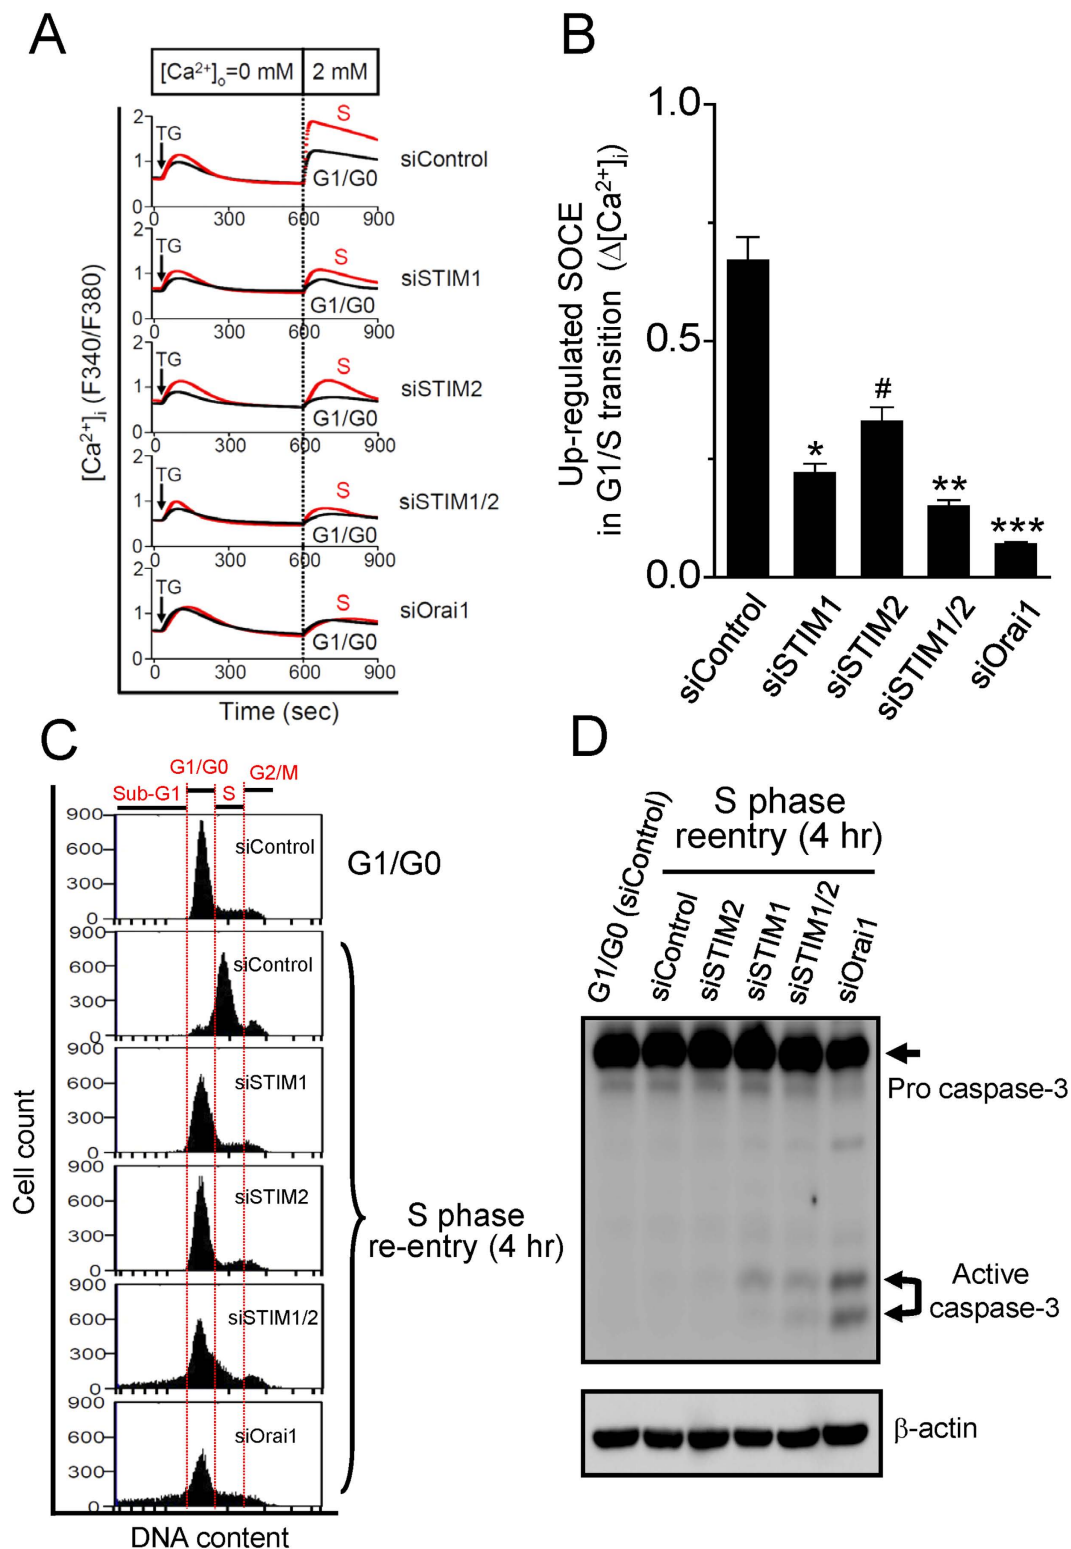 A
[Ca²⁺]ₒ=0 mM
2 mM
[Ca²⁺]ᵢ (F340/F380)
2
1
0
TG
S
G1/G0
siControl
0
300
600
900
2
1
0
TG
S
G1/G0
siSTIM1
0
300
600
900
2
1
0
TG
S
G1/G0
siSTIM2
0
300
600
900
2
1
0
TG
S
G1/G0
siSTIM1/2
0
300
600
900
2
1
0
TG
S
G1/G0
siOrai1
0
300
600
900
Time (sec)
B
Up-regulated SOCE
in G1/S transition (Δ[Ca²⁺]ᵢ)
1.0
0.5
0.0
*
#
**
***
siControl
siSTIM1
siSTIM2
siSTIM1/2
siOrai1
C
Sub-G1
G1/G0
S
G2/M
Cell count
900
600
300
0
siControl
G1/G0
900
600
300
0
siControl
900
600
300
0
siSTIM1
900
600
300
0
siSTIM2
900
600
300
0
siSTIM1/2
900
600
300
0
siOrai1
S phase
re-entry (4 hr)
DNA content
D
S phase
reentry (4 hr)
G1/G0 (siControl)
siControl
siSTIM2
siSTIM1
siSTIM1/2
siOrai1
Pro caspase-3
Active
caspase-3
β-actin